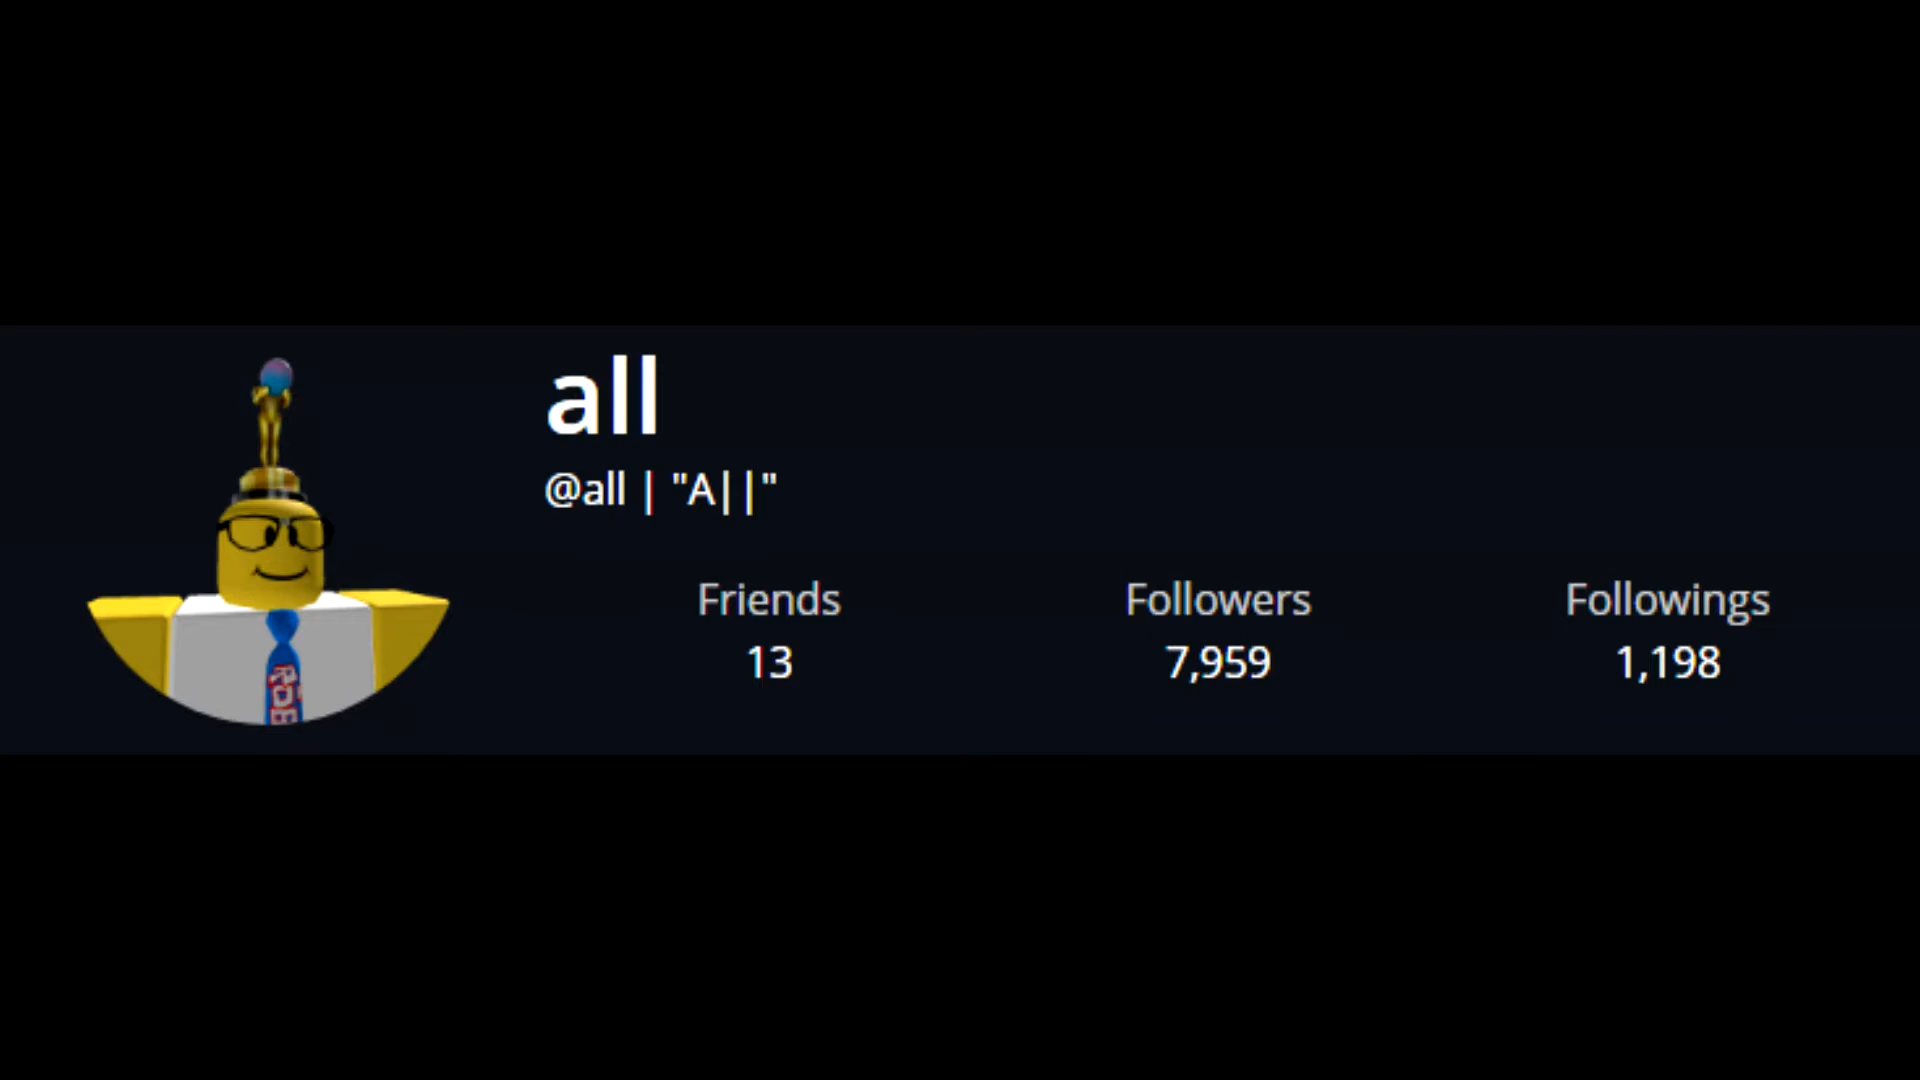 all
@all | "A||"
Friends
13
Followers
7,959
Followings
1,198